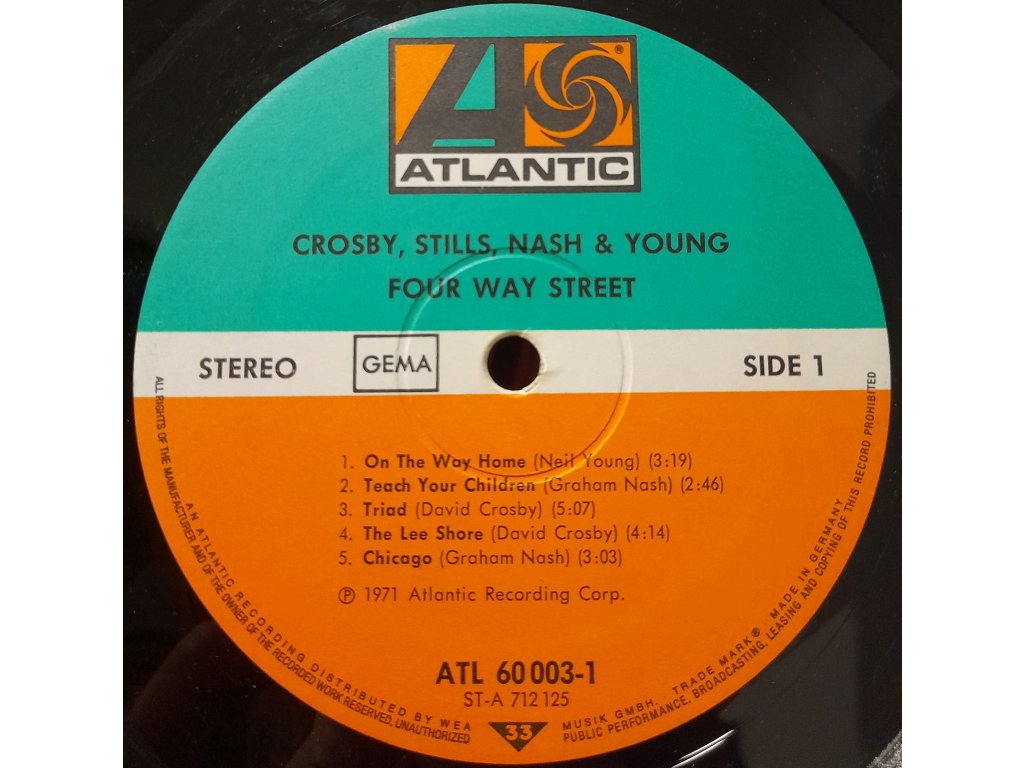 ATLANTIC
®
CROSBY, STILLS, NASH & YOUNG
FOUR WAY STREET
STEREO
GEMA
SIDE 1
1. On The Way Home (Neil Young) (3:19)
2. Teach Your Children (Graham Nash) (2:46)
3. Triad (David Crosby) (5:07)
4. The Lee Shore (David Crosby) (4:14)
5. Chicago (Graham Nash) (3:03)
℗ 1971 Atlantic Recording Corp.
ATL 60 003-1
ST-A 712 125
33
AN ATLANTIC RECORDING DISTRIBUTED BY WEA MUSIK GMBH. · TRADE MARK® · MADE IN GERMANY
ALL RIGHTS OF THE MANUFACTURER AND OF THE OWNER OF THE RECORDED WORK RESERVED. UNAUTHORIZED PUBLIC PERFORMANCE, BROADCASTING, LEASING AND COPYING OF THIS RECORD PROHIBITED